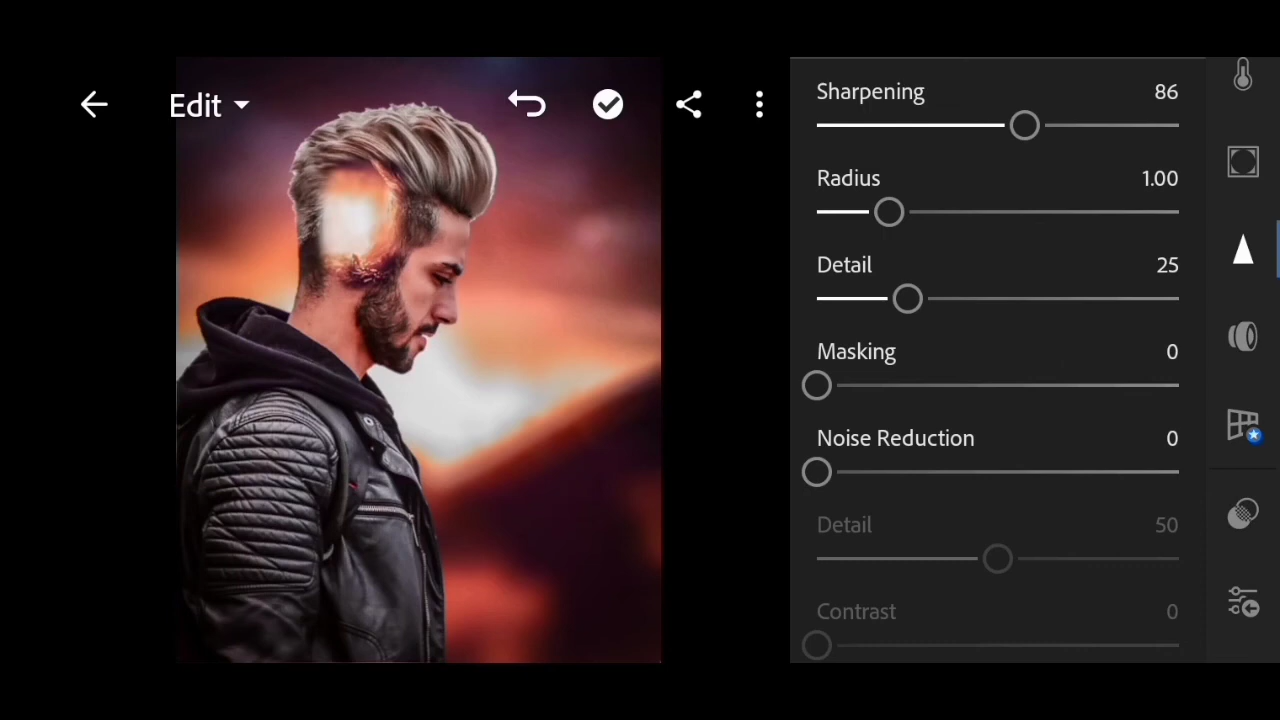 Edit
Sharpening 86
Radius 1.00
Detail 25
Masking 0
Noise Reduction 0
Detail 50
Contrast 0